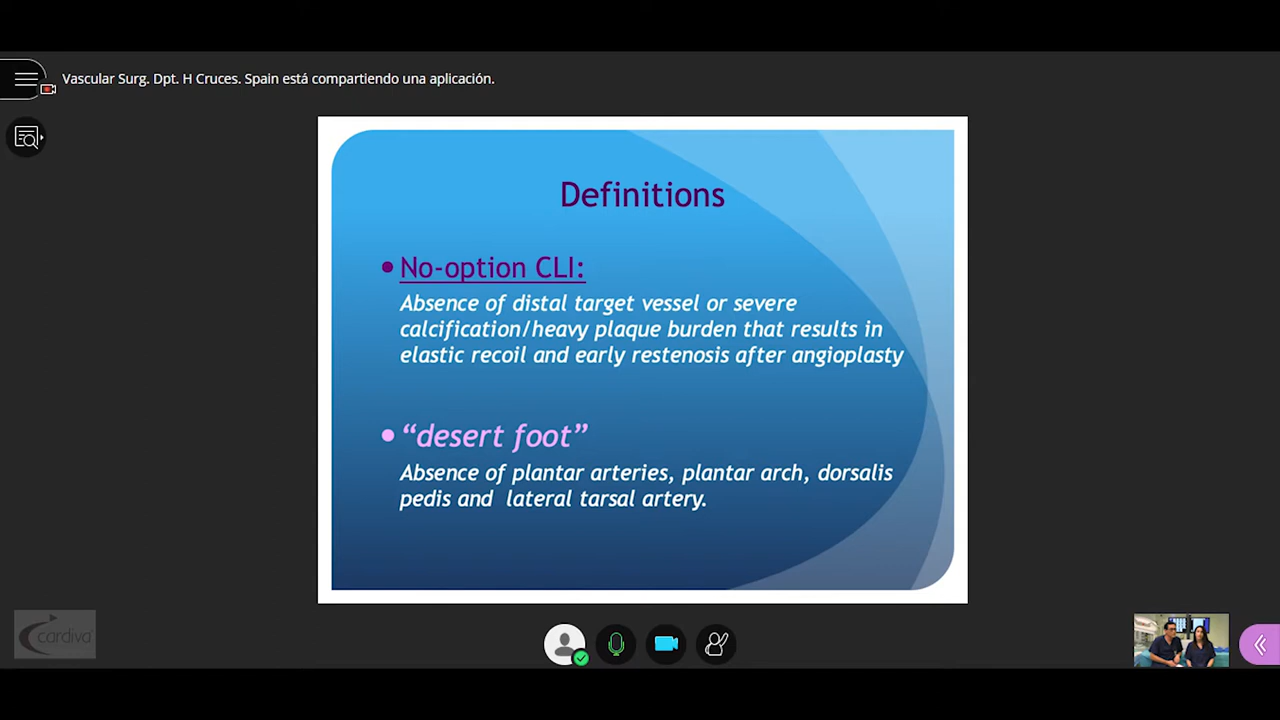 Vascular Surg. Dpt. H Cruces. Spain está compartiendo una aplicación.
Definitions
• No-option CLI:
Absence of distal target vessel or severe
calcification/heavy plaque burden that results in
elastic recoil and early restenosis after angioplasty
• “desert foot”
Absence of plantar arteries, plantar arch, dorsalis
pedis and lateral tarsal artery.
cardiva